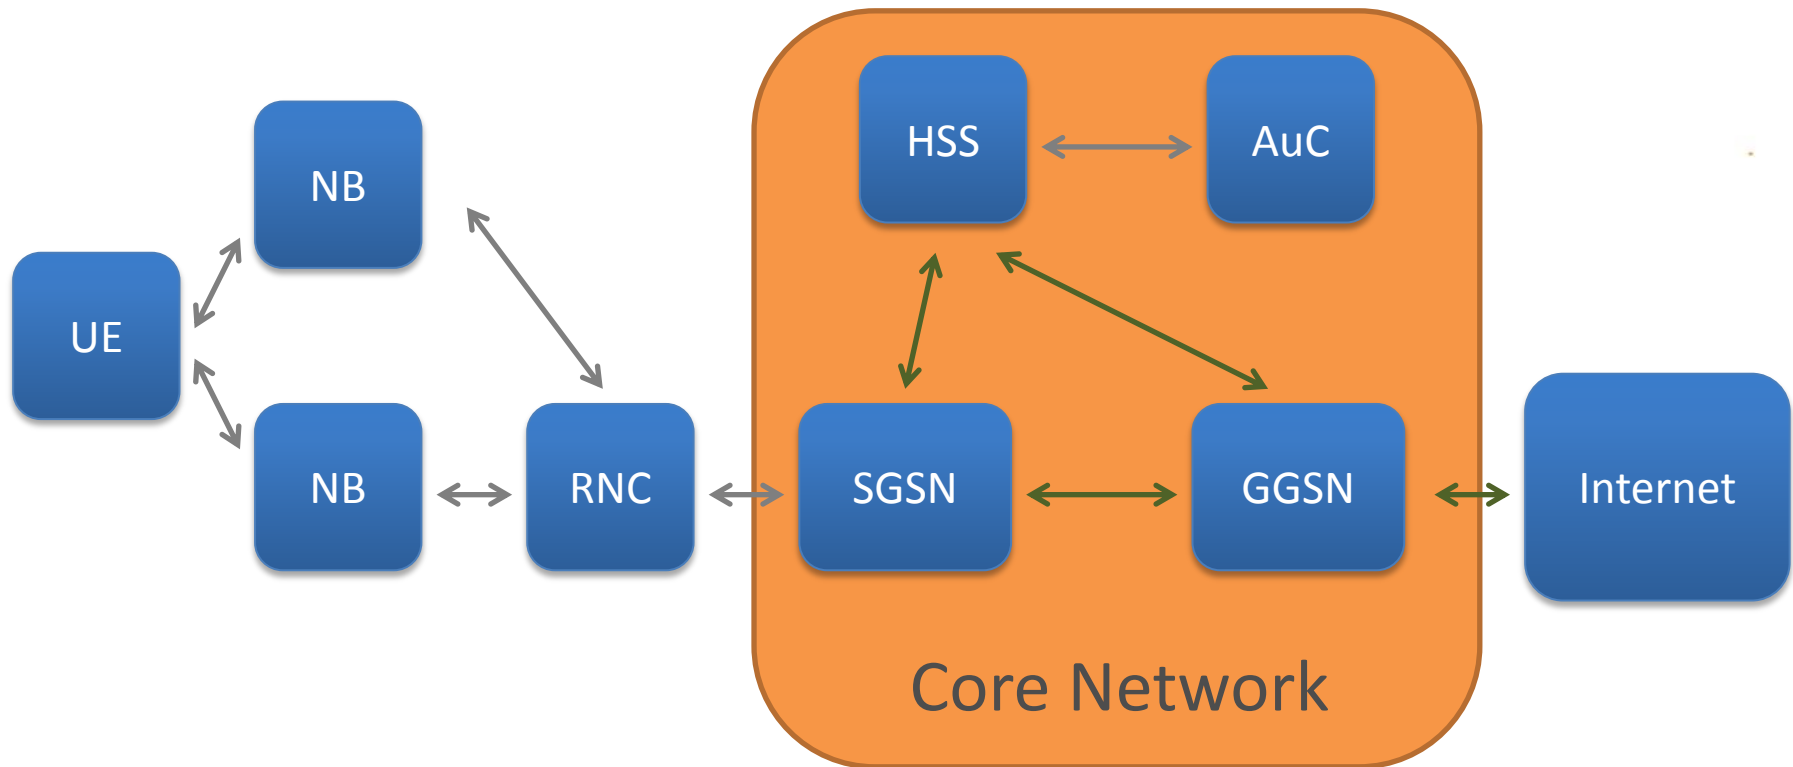 HSS
AuC
NB
UE
NB
RNC
SGSN
GGSN
Internet
Core Network